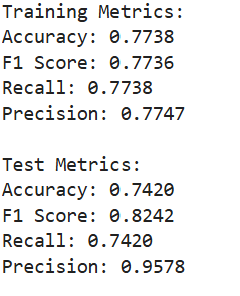 Training Metrics:
Accuracy: 0.7738
F1 Score: 0.7736
Recall: 0.7738
Precision: 0.7747

Test Metrics:
Accuracy: 0.7420
F1 Score: 0.8242
Recall: 0.7420
Precision: 0.9578